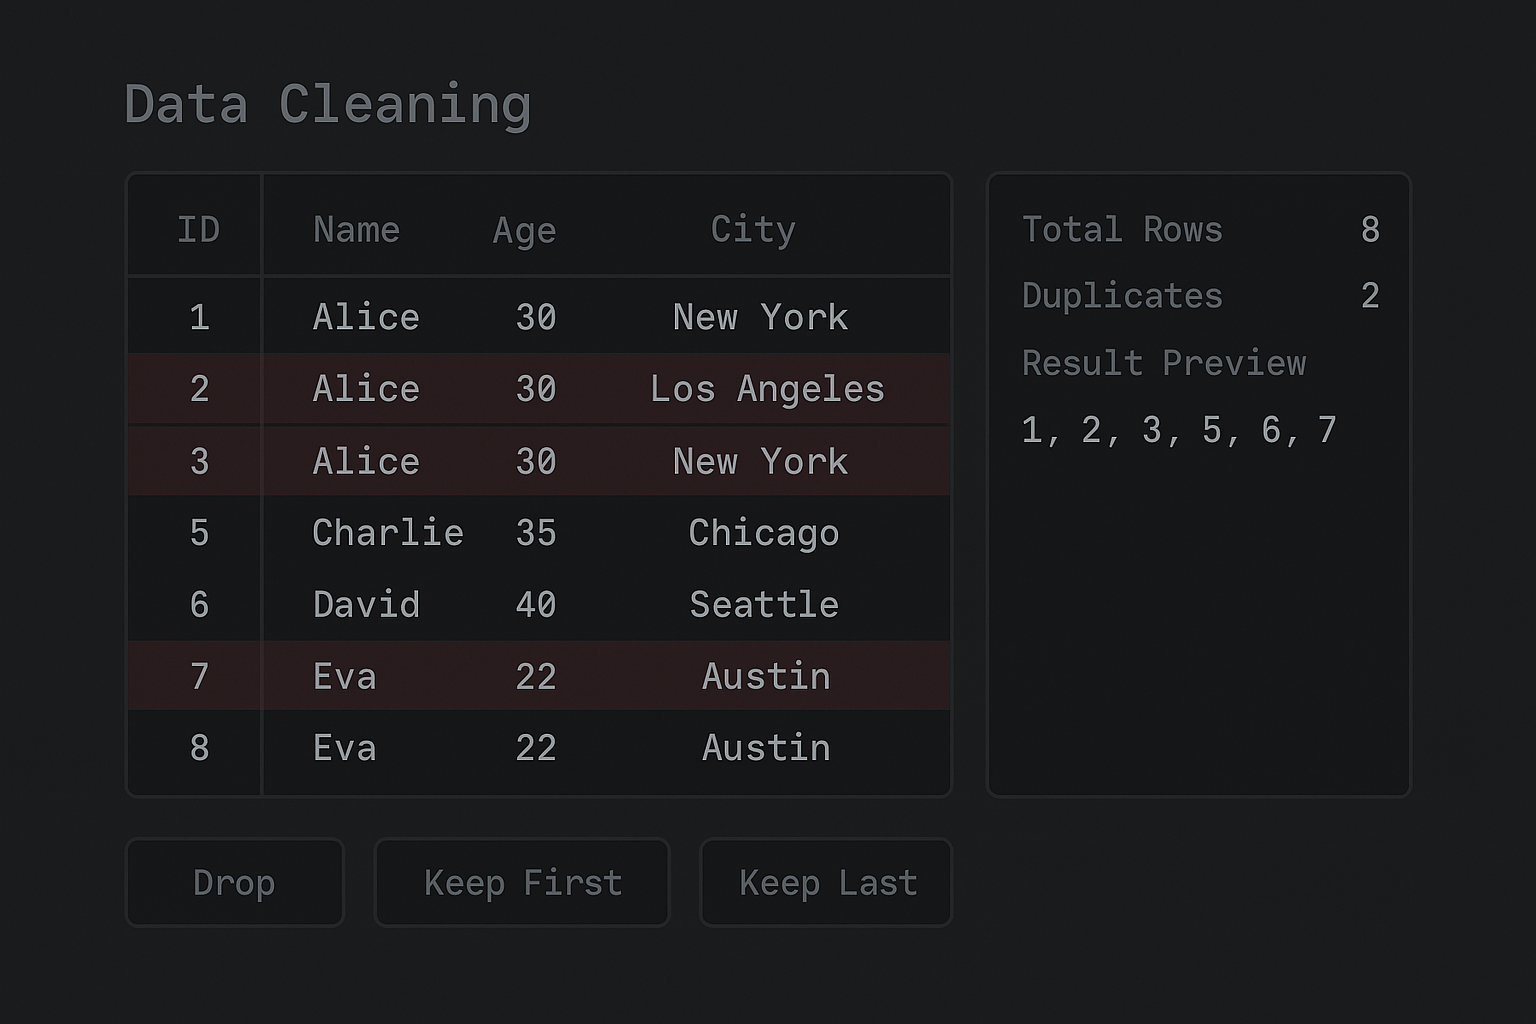 Data Cleaning
ID Name Age City
1 Alice 30 New York
2 Alice 30 Los Angeles
3 Alice 30 New York
5 Charlie 35 Chicago
6 David 40 Seattle
7 Eva 22 Austin
8 Eva 22 Austin
Total Rows 8
Duplicates 2
Result Preview
1, 2, 3, 5, 6, 7
Drop
Keep First
Keep Last